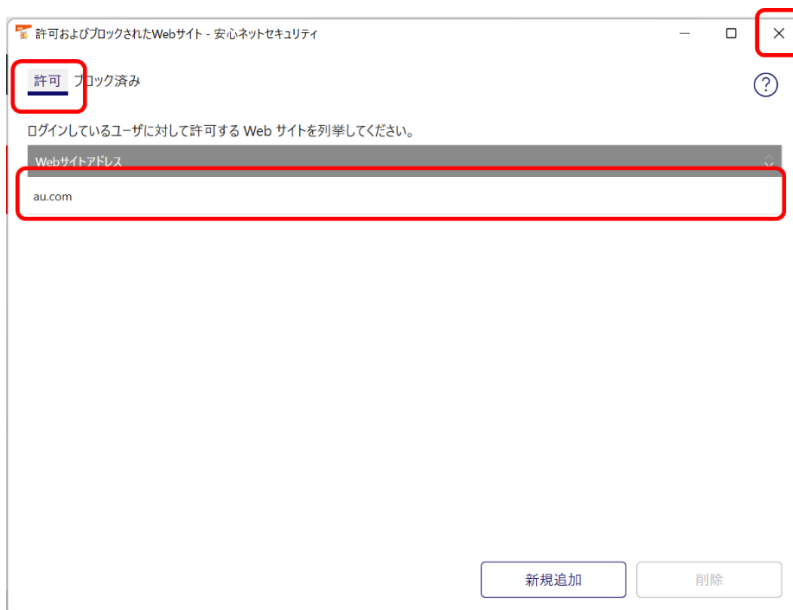 許可およびブロックされたWebサイト - 安心ネットセキュリティ
許可 ブロック済み
ログインしているユーザに対して許可する Web サイトを列挙してください。
Webサイトアドレス
au.com
新規追加 削除